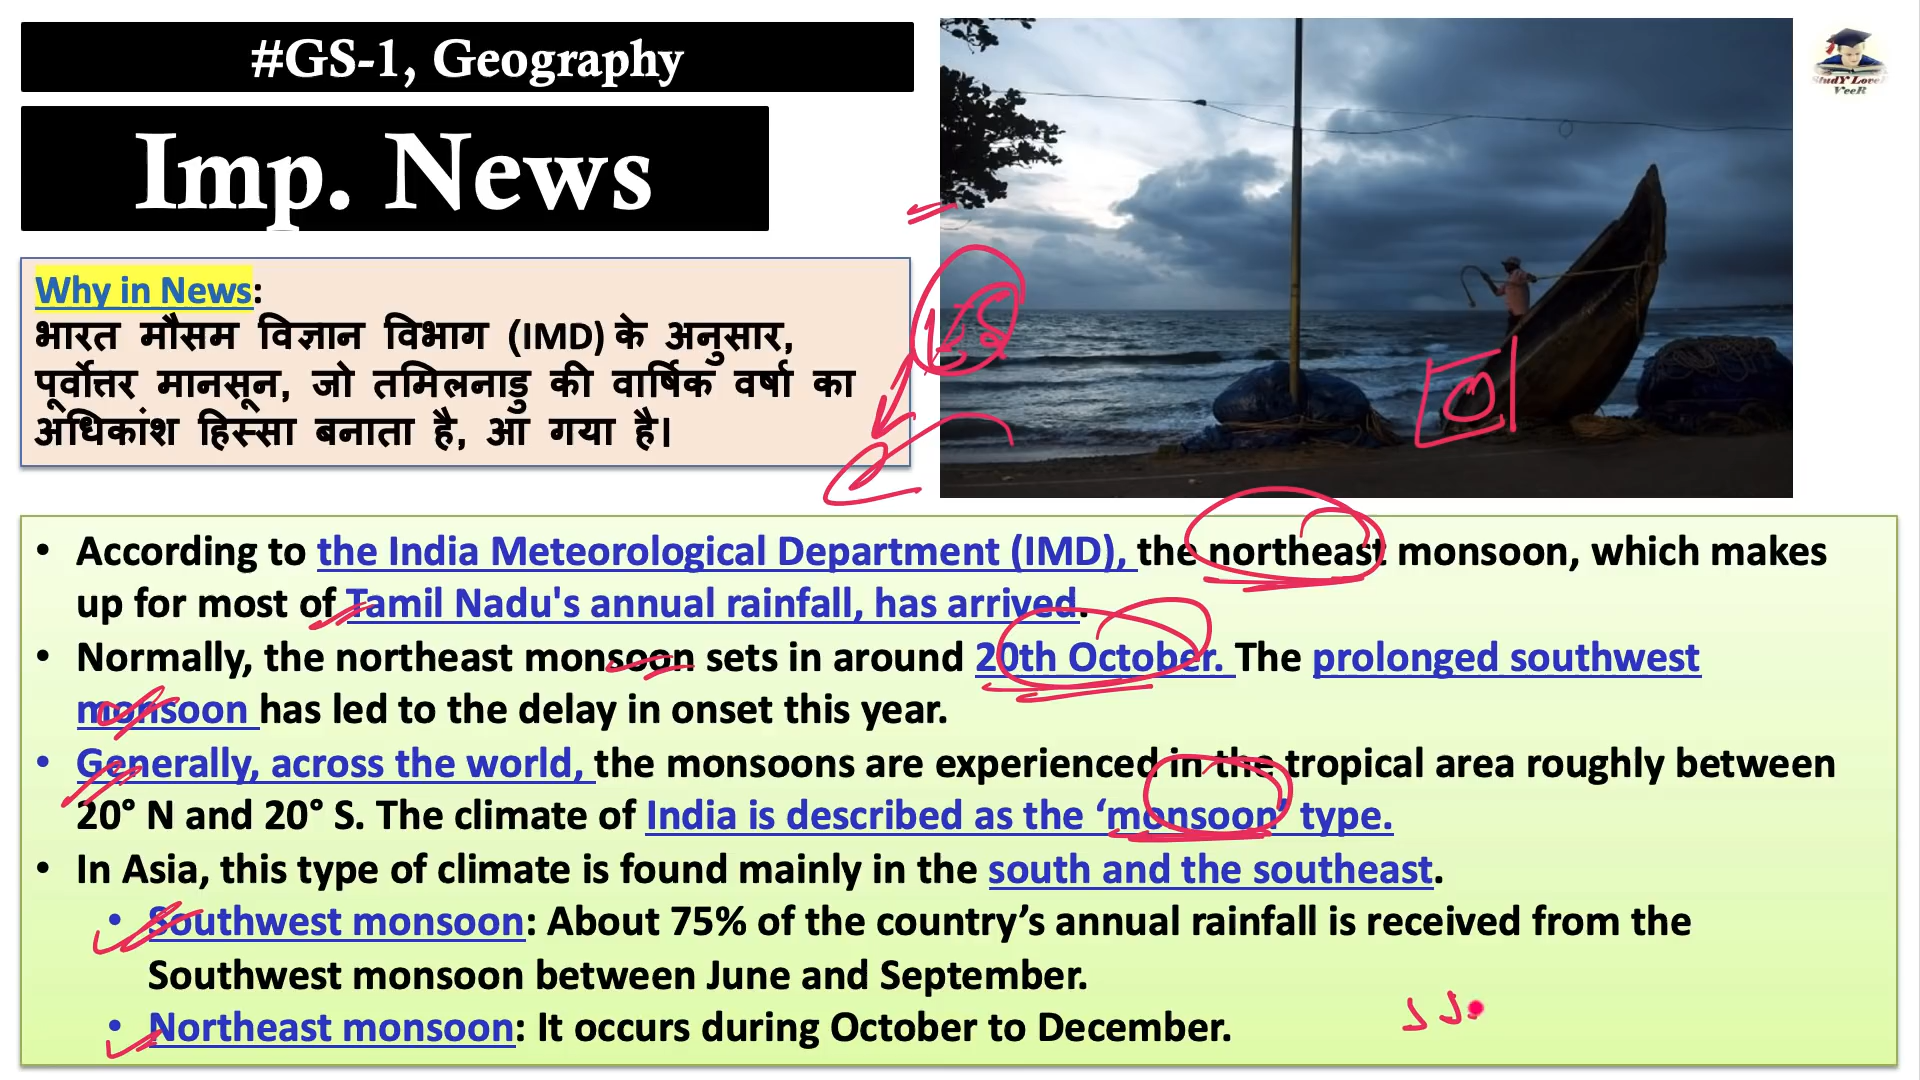 #GS-1, Geography
Imp. News
StudY LoveR
VeeR
Why in News:
भारत मौसम विज्ञान विभाग (IMD) के अनुसार,
पूर्वोत्तर मानसून, जो तमिलनाडु की वार्षिक वर्षा का
अधिकांश हिस्सा बनाता है, आ गया है।
• According to the India Meteorological Department (IMD), the northeast monsoon, which makes
up for most of Tamil Nadu's annual rainfall, has arrived.
• Normally, the northeast monsoon sets in around 20th October. The prolonged southwest
monsoon has led to the delay in onset this year.
• Generally, across the world, the monsoons are experienced in the tropical area roughly between
20° N and 20° S. The climate of India is described as the ‘monsoon’ type.
• In Asia, this type of climate is found mainly in the south and the southeast.
• Southwest monsoon: About 75% of the country’s annual rainfall is received from the
Southwest monsoon between June and September.
• Northeast monsoon: It occurs during October to December.